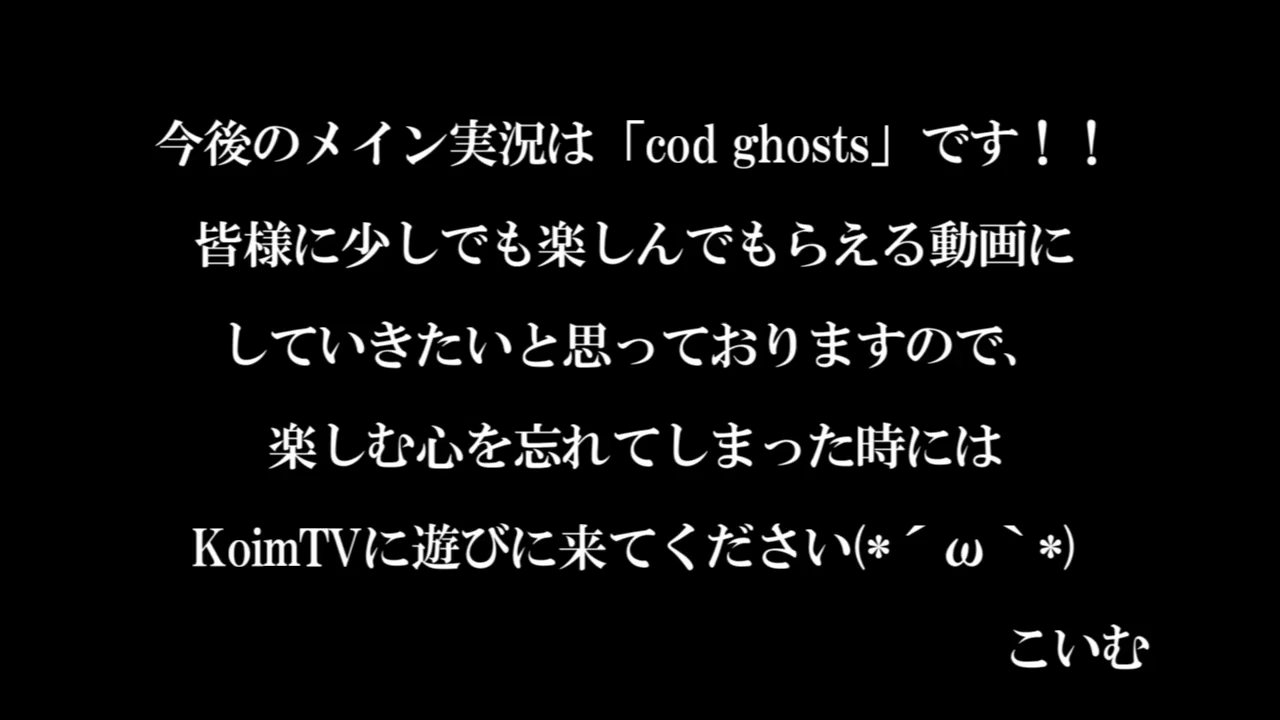 今後のメイン実況は「cod ghosts」です！！
皆様に少しでも楽しんでもらえる動画に
していきたいと思っておりますので、
楽しむ心を忘れてしまった時には
KoimTVに遊びに来てください(*´ω｀*)
こいむ